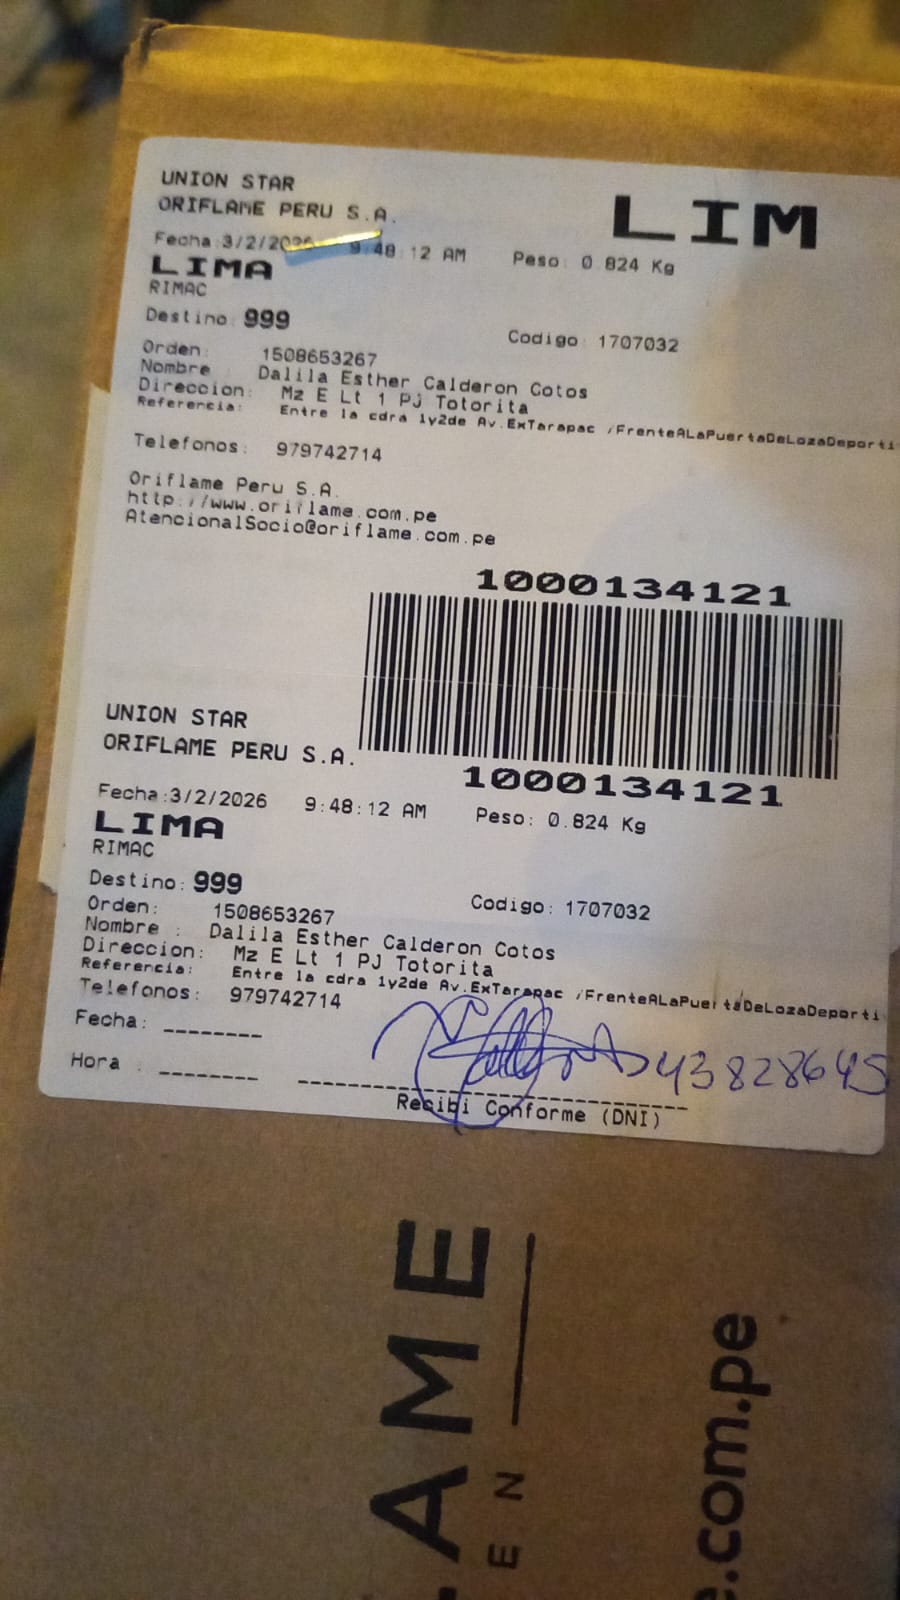 UNION STAR
ORIFLAME PERU S.A.
LIM
Fecha:3/2/2026 9:48:12 AM Peso: 0.824 Kg
LIMA
RIMAC
Destino: 999
Codigo: 1707032
Orden: 1508653267
Nombre Dalila Esther Calderon Cotos
Direccion: Mz E Lt 1 PJ Totorita
Referencia: Entre la cdra 1y2de Av.ExTarapac /FrenteALaPuertaDeLozaDeporti
Telefonos: 979742714
Oriflame Peru S.A.
http://www.oriflame.com.pe
AtencionalSocio@oriflame.com.pe
1000134121
1000134121
UNION STAR
ORIFLAME PERU S.A.
Fecha:3/2/2026 9:48:12 AM Peso: 0.824 Kg
LIMA
RIMAC
Destino: 999
Codigo: 1707032
Orden: 1508653267
Nombre : Dalila Esther Calderon Cotos
Direccion: Mz E Lt 1 PJ Totorita
Referencia: Entre la cdra 1y2de Av.ExTarapac /FrenteALaPuertaDeLozaDeporti
Telefonos: 979742714
Fecha: ________
Hora : ________
43828645
Recibi Conforme (DNI)
AME
EN
e.com.pe